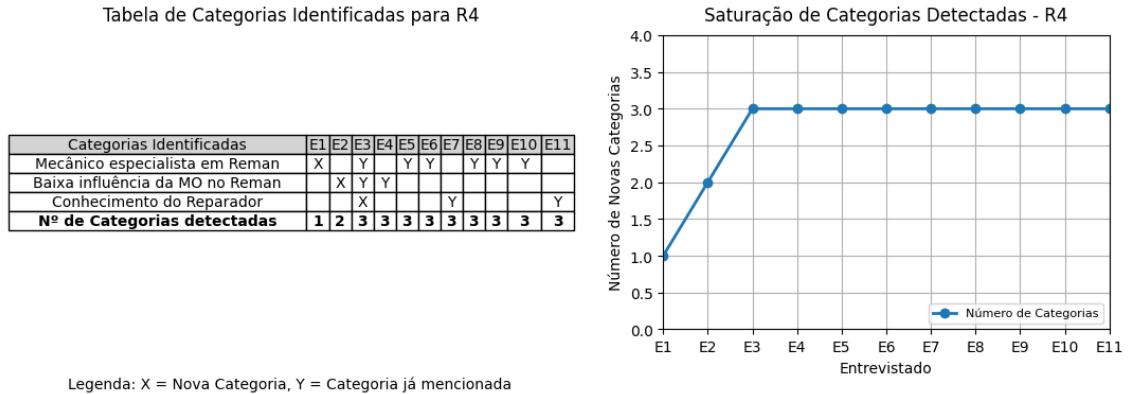 Tabela de Categorias Identificadas para R4
Categorias Identificadas E1 E2 E3 E4 E5 E6 E7 E8 E9 E10 E11
Mecânico especialista em Reman X Y Y Y Y Y Y
Baixa influência da MO no Reman X Y Y
Conhecimento do Reparador X Y Y
Nº de Categorias detectadas 1 2 3 3 3 3 3 3 3 3 3
Legenda: X = Nova Categoria, Y = Categoria já mencionada
Saturação de Categorias Detectadas - R4
Número de Novas Categorias
4.0
3.5
3.0
2.5
2.0
1.5
1.0
0.5
0.0
Número de Categorias
E1 E2 E3 E4 E5 E6 E7 E8 E9 E10 E11
Entrevistado